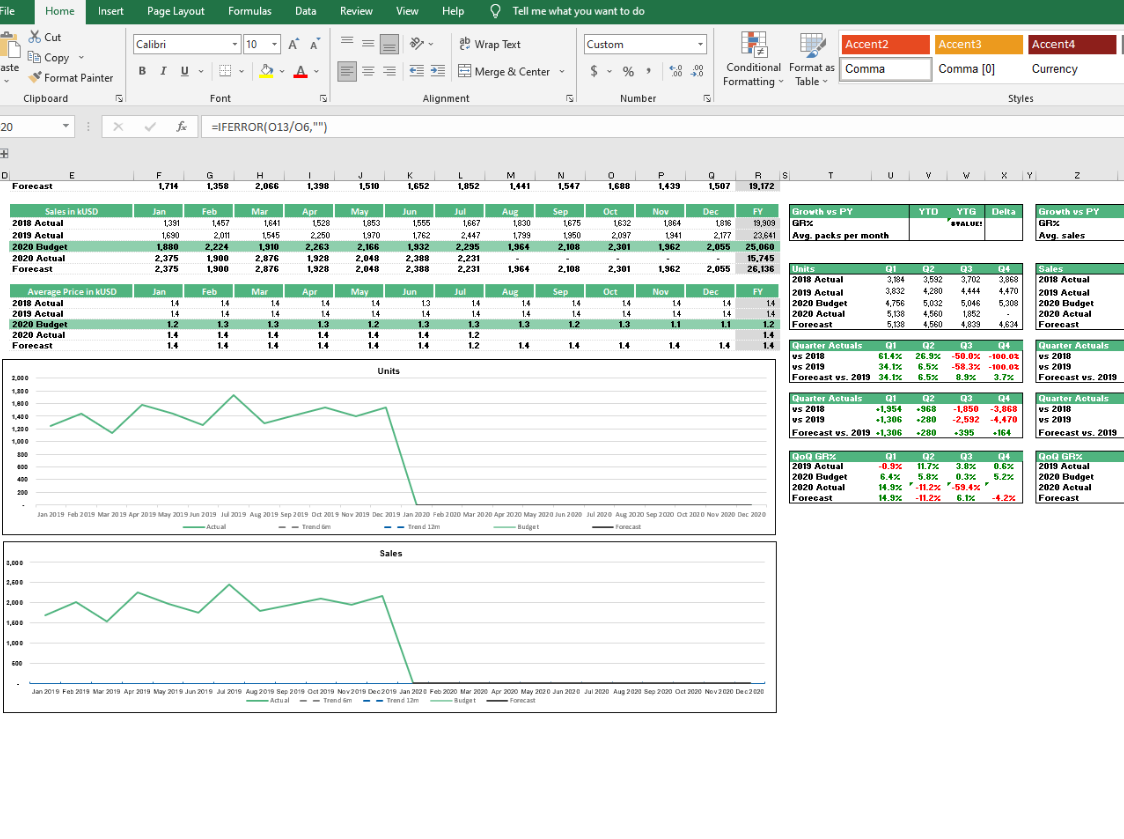 File Home Insert Page Layout Formulas Data Review View Help Tell me what you want to do
Cut
Copy
Format Painter
aste
Clipboard
Calibri 10 A A
B I U A
Font
ab Wrap Text
Merge & Center
Alignment
Custom
$ % ,
Number
Conditional Formatting
Format as Table
Accent2 Accent3 Accent4
Comma Comma [0] Currency
Styles
20 fx =IFERROR(O13/O6,"")
D E F G H I J K L M N O P Q R S T U V W X Y Z
Forecast 1,714 1,358 2,066 1,398 1,510 1,652 1,852 1,441 1,547 1,688 1,439 1,507 19,172
Sales in kUSD Jan Feb Mar Apr May Jun Jul Aug Sep Oct Nov Dec FY
2018 Actual 1,391 1,457 1,641 1,528 1,853 1,555 1,667 1,830 1,675 1,632 1,864 1,816 19,909
2019 Actual 1,690 2,011 1,545 2,250 1,970 1,762 2,447 1,799 1,950 2,097 1,941 2,177 23,641
2020 Budget 1,880 2,224 1,910 2,263 2,166 1,932 2,295 1,964 2,108 2,301 1,962 2,055 25,060
2020 Actual 2,375 1,900 2,876 1,928 2,048 2,388 2,231 - - - - - 15,745
Forecast 2,375 1,900 2,876 1,928 2,048 2,388 2,231 1,964 2,108 2,301 1,962 2,055 26,136
Average Price in kUSD Jan Feb Mar Apr May Jun Jul Aug Sep Oct Nov Dec FY
2018 Actual 1.4 1.4 1.4 1.4 1.4 1.3 1.4 1.4 1.4 1.4 1.4 1.4 1.4
2019 Actual 1.4 1.4 1.4 1.4 1.4 1.4 1.4 1.4 1.4 1.4 1.4 1.4 1.4
2020 Budget 1.2 1.3 1.3 1.3 1.2 1.3 1.3 1.3 1.2 1.3 1.1 1.1 1.2
2020 Actual 1.4 1.4 1.4 1.4 1.4 1.4 1.2 1.4
Forecast 1.4 1.4 1.4 1.4 1.4 1.4 1.2 1.4 1.4 1.4 1.4 1.4 1.4
Growth vs PY YTD YTG Delta
GR% #VALUE!
Avg. packs per month
Growth vs PY
GR%
Avg. sales
Units Q1 Q2 Q3 Q4
2018 Actual 3,184 3,592 3,702 3,868
2019 Actual 3,832 4,280 4,444 4,470
2020 Budget 4,756 5,032 5,046 5,308
2020 Actual 5,138 4,560 1,852 -
Forecast 5,138 4,560 4,839 4,634
Sales
2018 Actual
2019 Actual
2020 Budget
2020 Actual
Forecast
Quarter Actuals Q1 Q2 Q3 Q4
vs 2018 61.4% 26.9% -50.0% -100.0%
vs 2019 34.1% 6.5% -58.3% -100.0%
Forecast vs. 2019 34.1% 6.5% 8.9% 3.7%
Quarter Actuals
vs 2018
vs 2019
Forecast vs. 2019
Quarter Actuals Q1 Q2 Q3 Q4
vs 2018 +1,954 +968 -1,850 -3,868
vs 2019 +1,306 +280 -2,592 -4,470
Forecast vs. 2019 +1,306 +280 +395 +164
Quarter Actuals
vs 2018
vs 2019
Forecast vs. 2019
QoQ GR% Q1 Q2 Q3 Q4
2019 Actual -0.9% 11.7% 3.8% 0.6%
2020 Budget 6.4% 5.8% 0.3% 5.2%
2020 Actual 14.9% -11.2% -59.4%
Forecast 14.9% -11.2% 6.1% -4.2%
QoQ GR%
2019 Actual
2020 Budget
2020 Actual
Forecast
Units
2,000
1,800
1,600
1,400
1,200
1,000
800
600
400
200
-
Jan 2019 Feb 2019 Mar 2019 Apr 2019 May 2019 Jun 2019 Jul 2019 Aug 2019 Sep 2019 Oct 2019 Nov 2019 Dec 2019 Jan 2020 Feb 2020 Mar 2020 Apr 2020 May 2020 Jun 2020 Jul 2020 Aug 2020 Sep 2020 Oct 2020 Nov 2020 Dec 2020
Actual Trend 6m Trend 12m Budget Forecast
Sales
3,000
2,500
2,000
1,500
1,000
500
-
Jan 2019 Feb 2019 Mar 2019 Apr 2019 May 2019 Jun 2019 Jul 2019 Aug 2019 Sep 2019 Oct 2019 Nov 2019 Dec 2019 Jan 2020 Feb 2020 Mar 2020 Apr 2020 May 2020 Jun 2020 Jul 2020 Aug 2020 Sep 2020 Oct 2020 Nov 2020 Dec 2020
Actual Trend 6m Trend 12m Budget Forecast